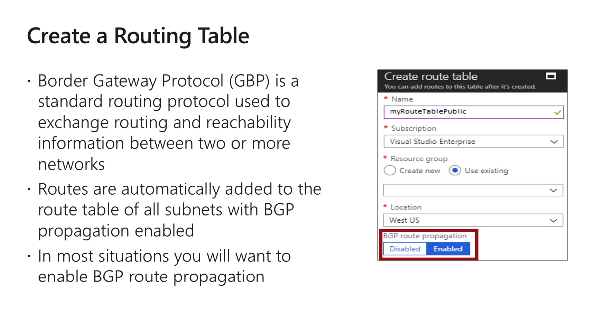 Create a Routing Table
· Border Gateway Protocol (GBP) is a
standard routing protocol used to
exchange routing and reachability
information between two or more
networks
· Routes are automatically added to the
route table of all subnets with BGP
propagation enabled
· In most situations you will want to
enable BGP route propagation
Create route table
You can add routes to this table after it's created.
* Name
myRouteTablePublic
* Subscription
Visual Studio Enterprise
* Resource group
Create new Use existing
* Location
West US
BGP route propagation
Disabled Enabled